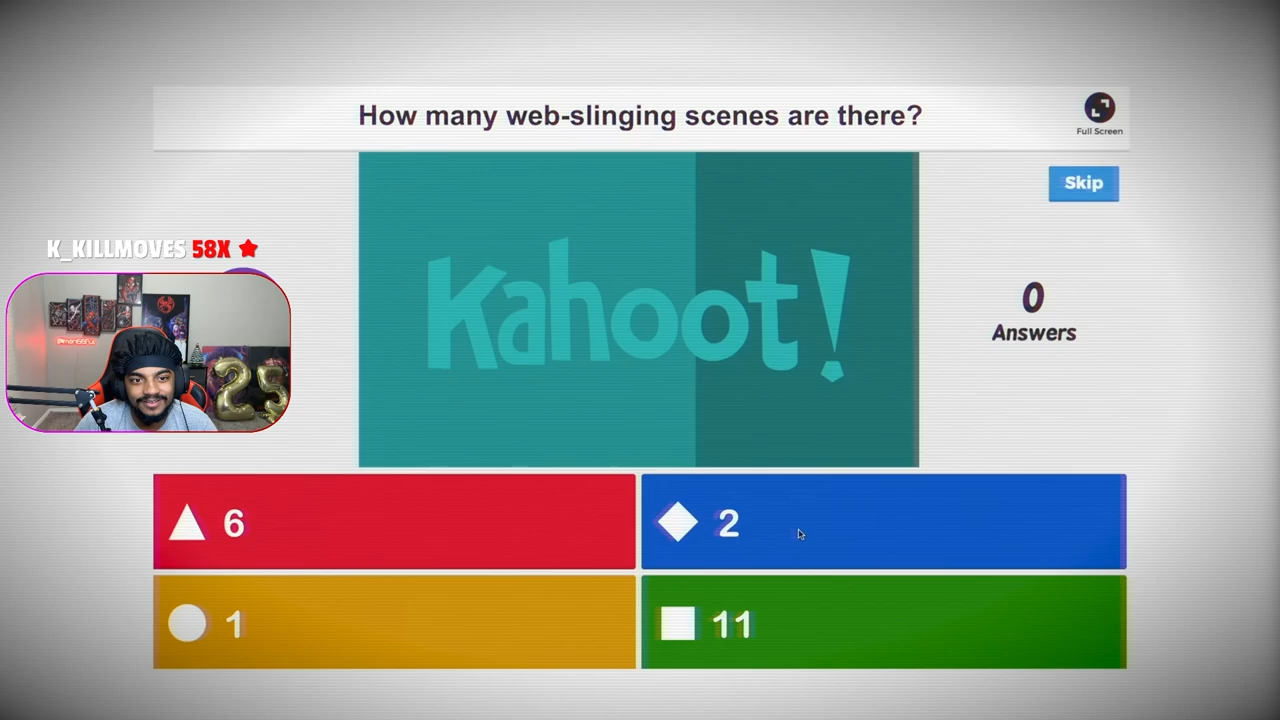 How many web-slinging scenes are there?
Full Screen
Skip
K_KILLMOVES 58X
Kahoot!
0
Answers
25
6
2
1
11